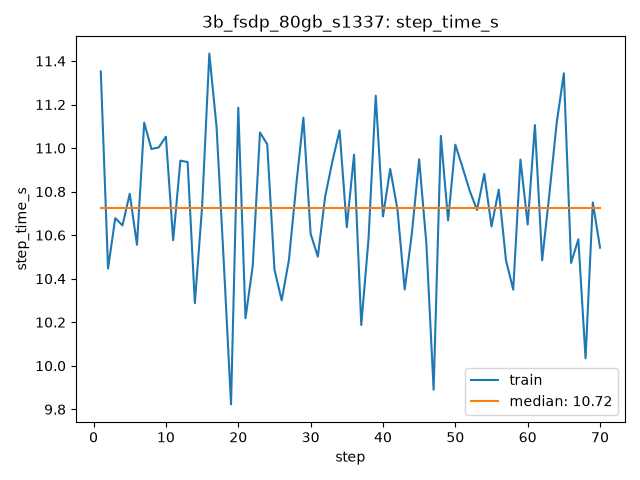 3b_fsdp_80gb_s1337: step_time_s
step_time_s
11.4
11.2
11.0
10.8
10.6
10.4
10.2
10.0
9.8
train
median: 10.72
0 10 20 30 40 50 60 70
step